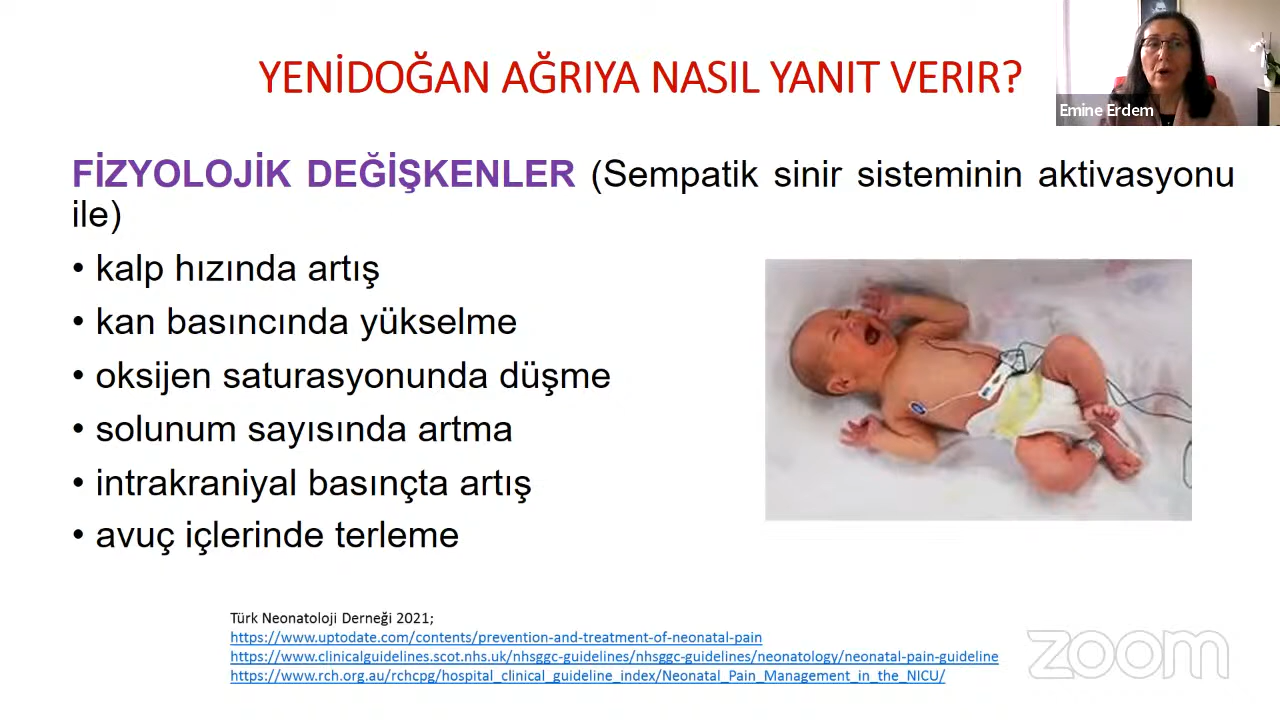 YENİDOĞAN AĞRIYA NASIL YANIT VERIR?
Emine Erdem
FİZYOLOJİK DEĞİŞKENLER (Sempatik sinir sisteminin aktivasyonu
ile)
• kalp hızında artış
• kan basıncında yükselme
• oksijen saturasyonunda düşme
• solunum sayısında artma
• intrakraniyal basınçta artış
• avuç içlerinde terleme
Türk Neonatoloji Derneği 2021;
https://www.uptodate.com/contents/prevention-and-treatment-of-neonatal-pain
https://www.clinicalguidelines.scot.nhs.uk/nhsggc-guidelines/nhsggc-guidelines/neonatology/neonatal-pain-guideline
https://www.rch.org.au/rchcpg/hospital_clinical_guideline_index/Neonatal_Pain_Management_in_the_NICU/
zoom